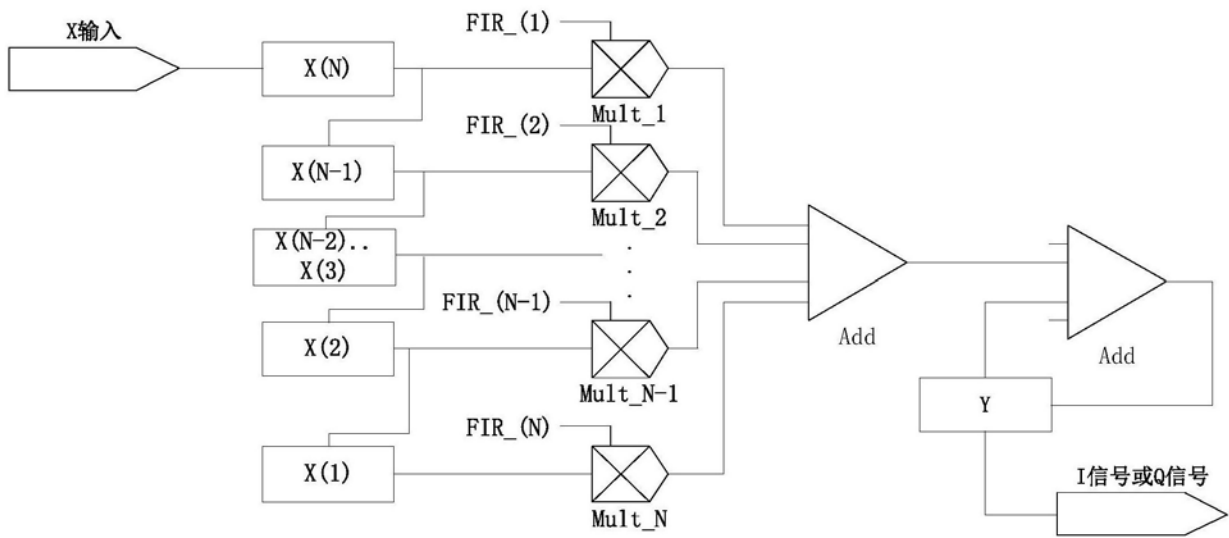 X输入
FIR_(1)
X(N)
Mult_1
FIR_(2)
X(N-1)
Mult_2
X(N-2)..
X(3)
FIR_(N-1)
X(2)
Mult_N-1
Add
Add
Y
FIR_(N)
X(1)
Mult_N
I信号或Q信号